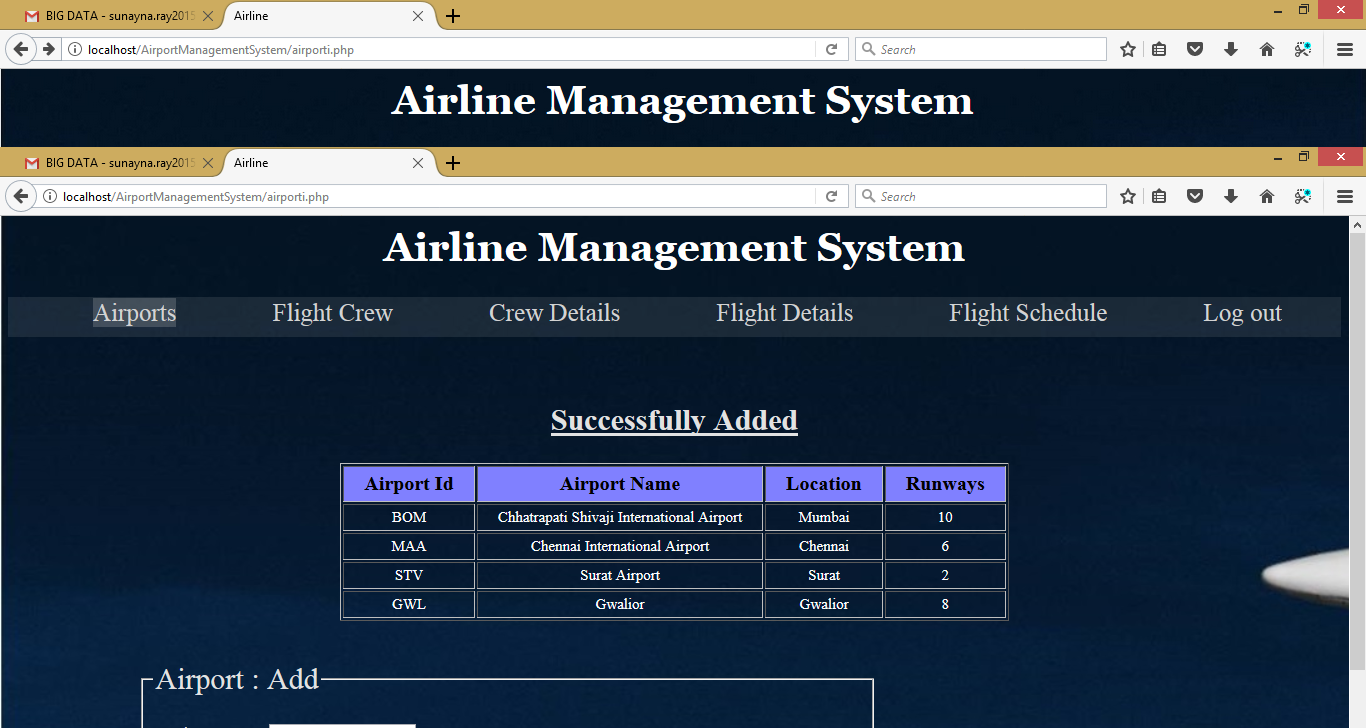 BIG DATA - sunayna.ray2015 Airline
localhost/AirportManagementSystem/airporti.php Search
Airline Management System
BIG DATA - sunayna.ray2015 Airline
localhost/AirportManagementSystem/airporti.php Search
Airline Management System
Airports Flight Crew Crew Details Flight Details Flight Schedule Log out
Successfully Added
Airport Id Airport Name Location Runways
BOM Chhatrapati Shivaji International Airport Mumbai 10
MAA Chennai International Airport Chennai 6
STV Surat Airport Surat 2
GWL Gwalior Gwalior 8
Airport : Add